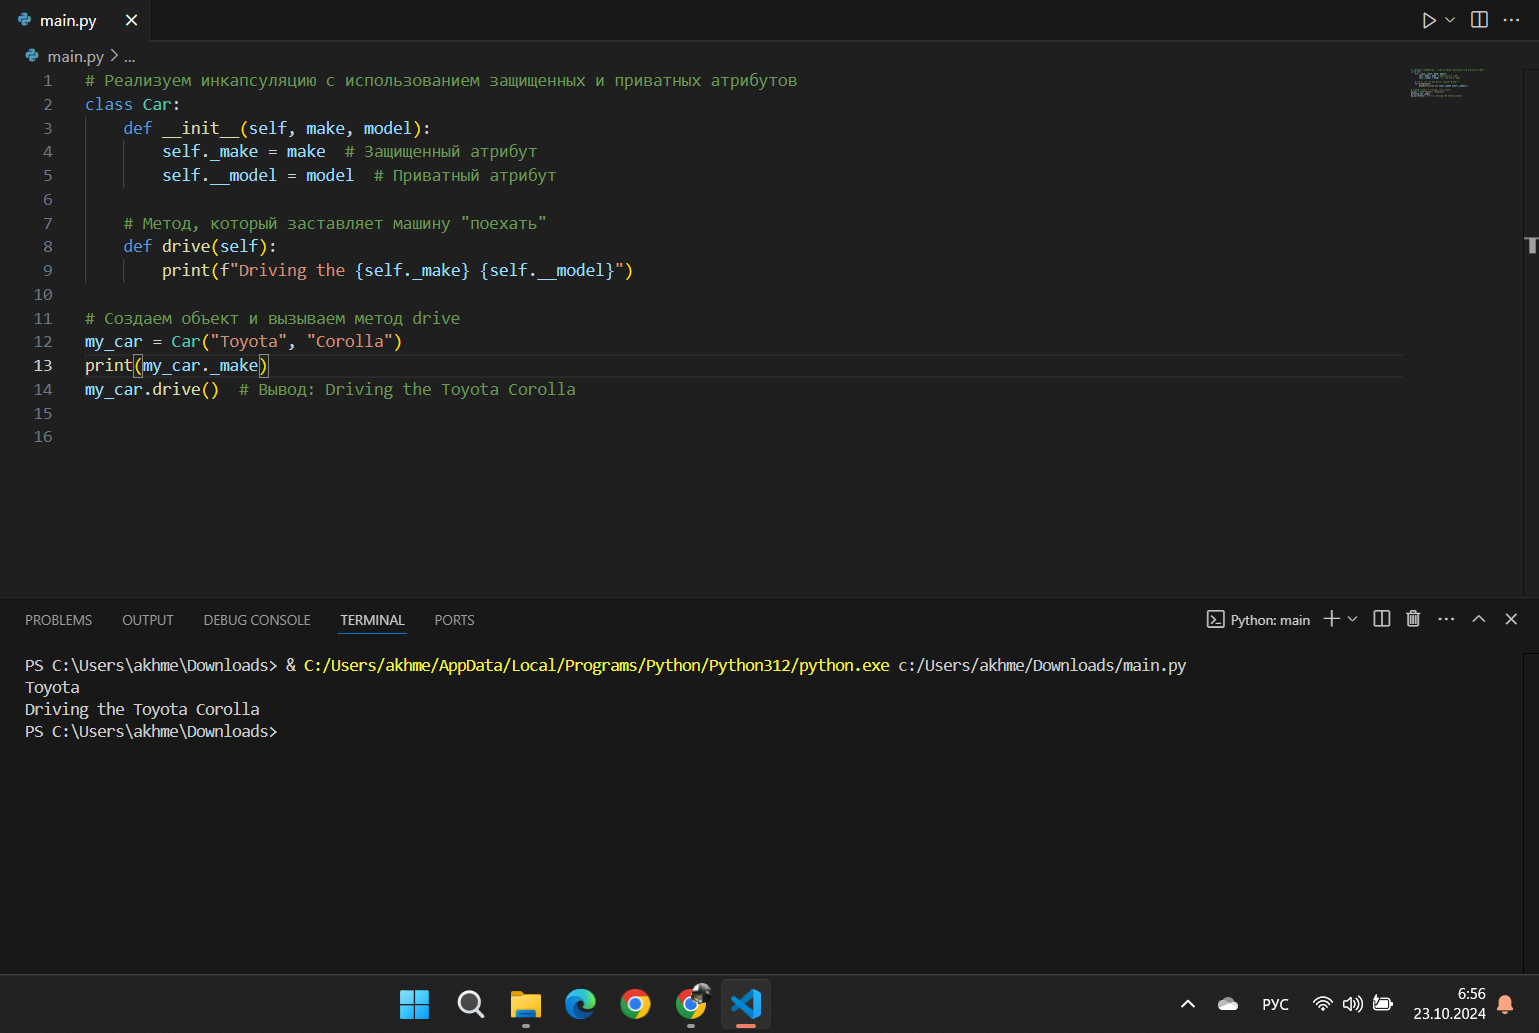 main.py
main.py > ...
1 # Реализуем инкапсуляцию с использованием защищенных и приватных атрибутов
2 class Car:
3     def __init__(self, make, model):
4         self._make = make  # Защищенный атрибут
5         self.__model = model  # Приватный атрибут
6
7     # Метод, который заставляет машину "поехать"
8     def drive(self):
9         print(f"Driving the {self._make} {self.__model}")
10
11 # Создаем объект и вызываем метод drive
12 my_car = Car("Toyota", "Corolla")
13 print(my_car._make)
14 my_car.drive()  # Вывод: Driving the Toyota Corolla
15
16
PROBLEMS OUTPUT DEBUG CONSOLE TERMINAL PORTS Python: main
PS C:\Users\akhme\Downloads> & C:/Users/akhme/AppData/Local/Programs/Python/Python312/python.exe c:/Users/akhme/Downloads/main.py
Toyota
Driving the Toyota Corolla
PS C:\Users\akhme\Downloads>
РУС
6:56
23.10.2024